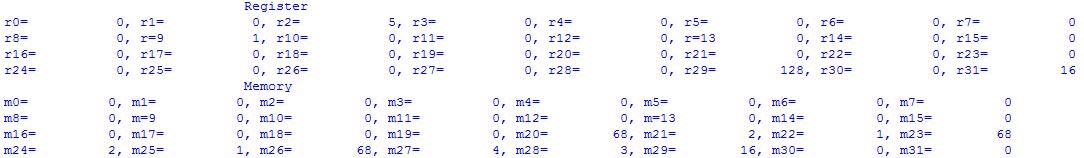 Register
r0= 0, r1= 0, r2= 5, r3= 0, r4= 0, r5= 0, r6= 0, r7= 0
r8= 0, r=9 1, r10= 0, r11= 0, r12= 0, r=13 0, r14= 0, r15= 0
r16= 0, r17= 0, r18= 0, r19= 0, r20= 0, r21= 0, r22= 0, r23= 0
r24= 0, r25= 0, r26= 0, r27= 0, r28= 0, r29= 128, r30= 0, r31= 16
Memory
m0= 0, m1= 0, m2= 0, m3= 0, m4= 0, m5= 0, m6= 0, m7= 0
m8= 0, m=9 0, m10= 0, m11= 0, m12= 0, m=13 0, m14= 0, m15= 0
m16= 0, m17= 0, m18= 0, m19= 0, m20= 68, m21= 2, m22= 1, m23= 68
m24= 2, m25= 1, m26= 68, m27= 4, m28= 3, m29= 16, m30= 0, m31= 0